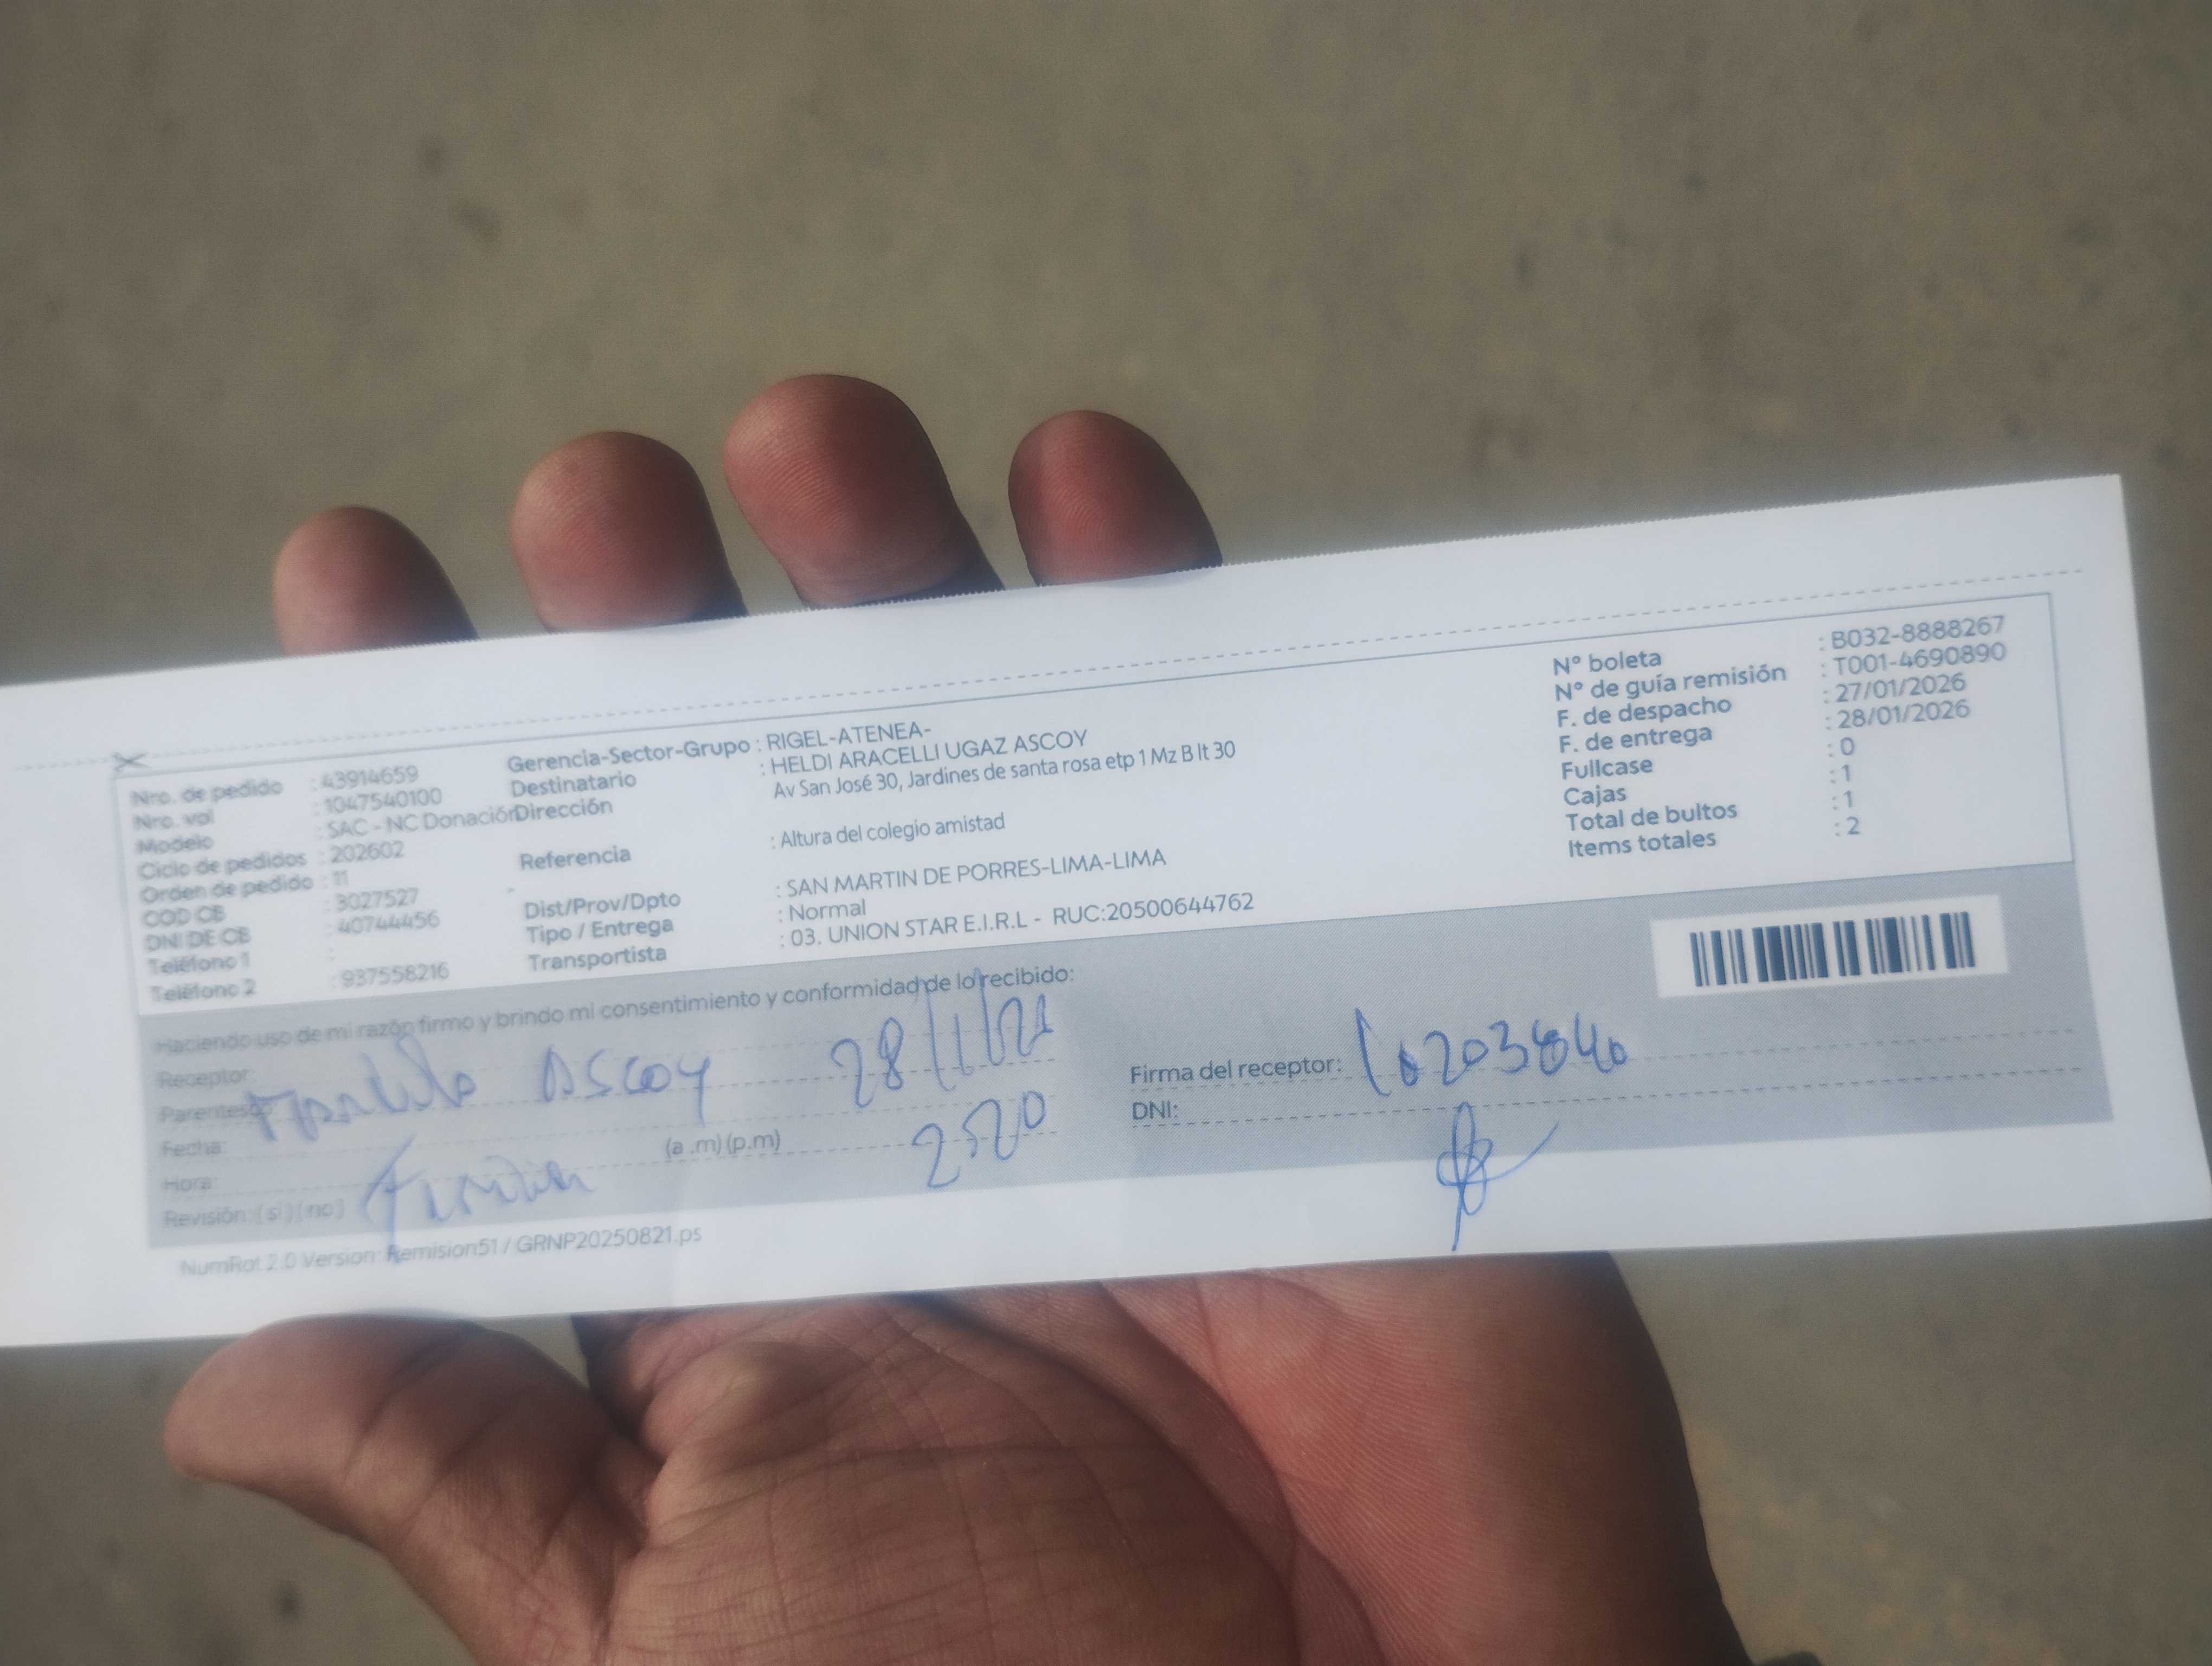 Nro. de pedido : 43914659
Nro. vol : 1047540100
Modelo : SAC - NC Donación
Ciclo de pedidos : 202602
Orden de pedido : 11
COD CB : 3027527
DNI DE CB : 40744456
Teléfono 1 :
Teléfono 2 : 937558216
Gerencia-Sector-Grupo : RIGEL-ATENEA-
Destinatario : HELDI ARACELLI UGAZ ASCOY
Dirección Av San José 30, Jardines de santa rosa etp 1 Mz B lt 30
Referencia : Altura del colegio amistad
Dist/Prov/Dpto : SAN MARTIN DE PORRES-LIMA-LIMA
Tipo / Entrega : Normal
Transportista : 03. UNION STAR E.I.R.L - RUC:20500644762
N° boleta : B032-8888267
N° de guía remisión : T001-4690890
F. de despacho : 27/01/2026
F. de entrega : 28/01/2026
Fullcase : 0
Cajas : 1
Total de bultos : 1
Items totales : 2
Haciendo uso de mi razón firmo y brindo mi consentimiento y conformidad de lo recibido:
Receptor:
Parentesco: Ascoy
Fecha:
Hora: (a .m) (p.m)
Revisión: ( si ) ( no )
Firma del receptor:
DNI:
NumRot 2.0 Version: Remision51 / GRNP20250821.ps